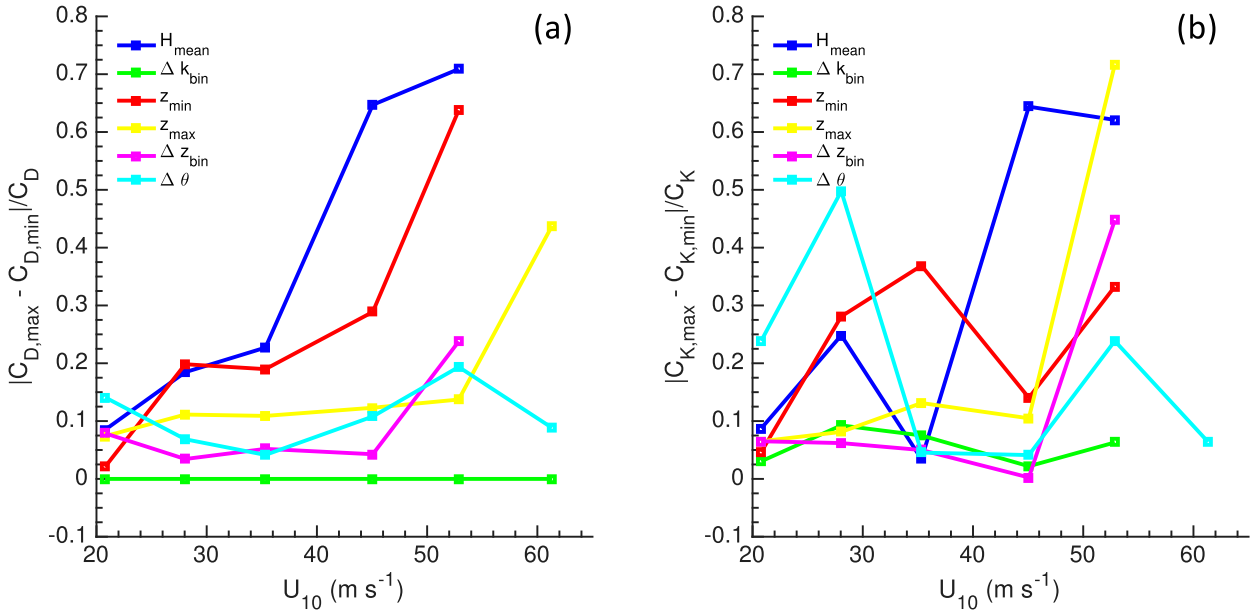 (a)
H_mean
Δ k_bin
z_min
z_max
Δ z_bin
Δ θ
|C_D,max - C_D,min|/C_D
0.8
0.7
0.6
0.5
0.4
0.3
0.2
0.1
0
-0.1
20 30 40 50 60
U_10 (m s^-1)
(b)
H_mean
Δ k_bin
z_min
z_max
Δ z_bin
Δ θ
|C_K,max - C_K,min|/C_K
0.8
0.7
0.6
0.5
0.4
0.3
0.2
0.1
0
-0.1
20 30 40 50 60
U_10 (m s^-1)